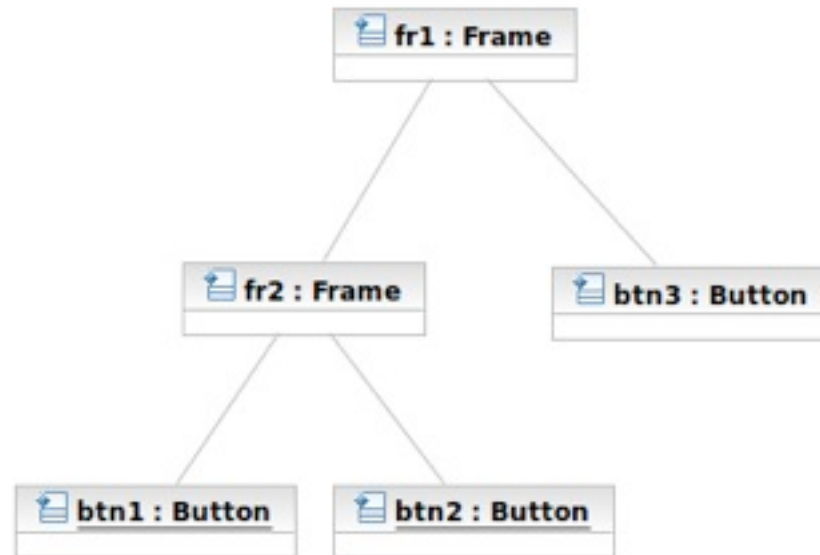 fr1 : Frame
fr2 : Frame
btn3 : Button
btn1 : Button
btn2 : Button